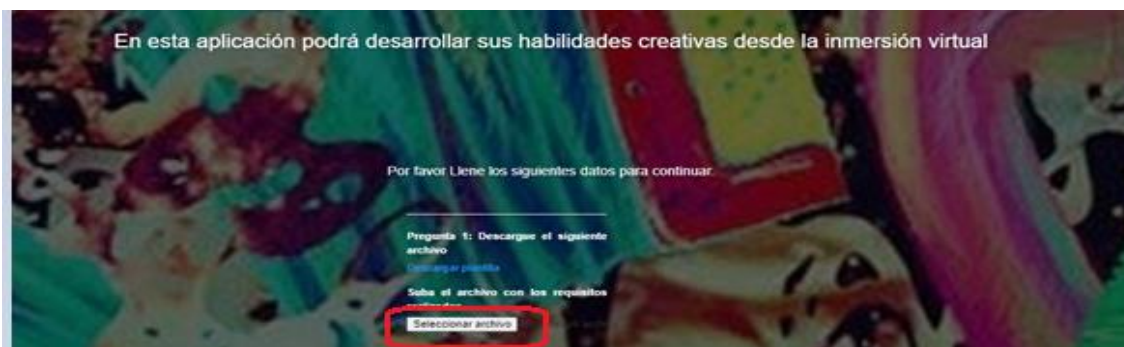 En esta aplicación podrá desarrollar sus habilidades creativas desde la inmersión virtual
Por favor Llene los siguientes datos para continuar.
Pregunta 1: Descargue el siguiente
archivo
Descargar plantilla
Suba el archivo con los requisitos
Seleccionar archivo